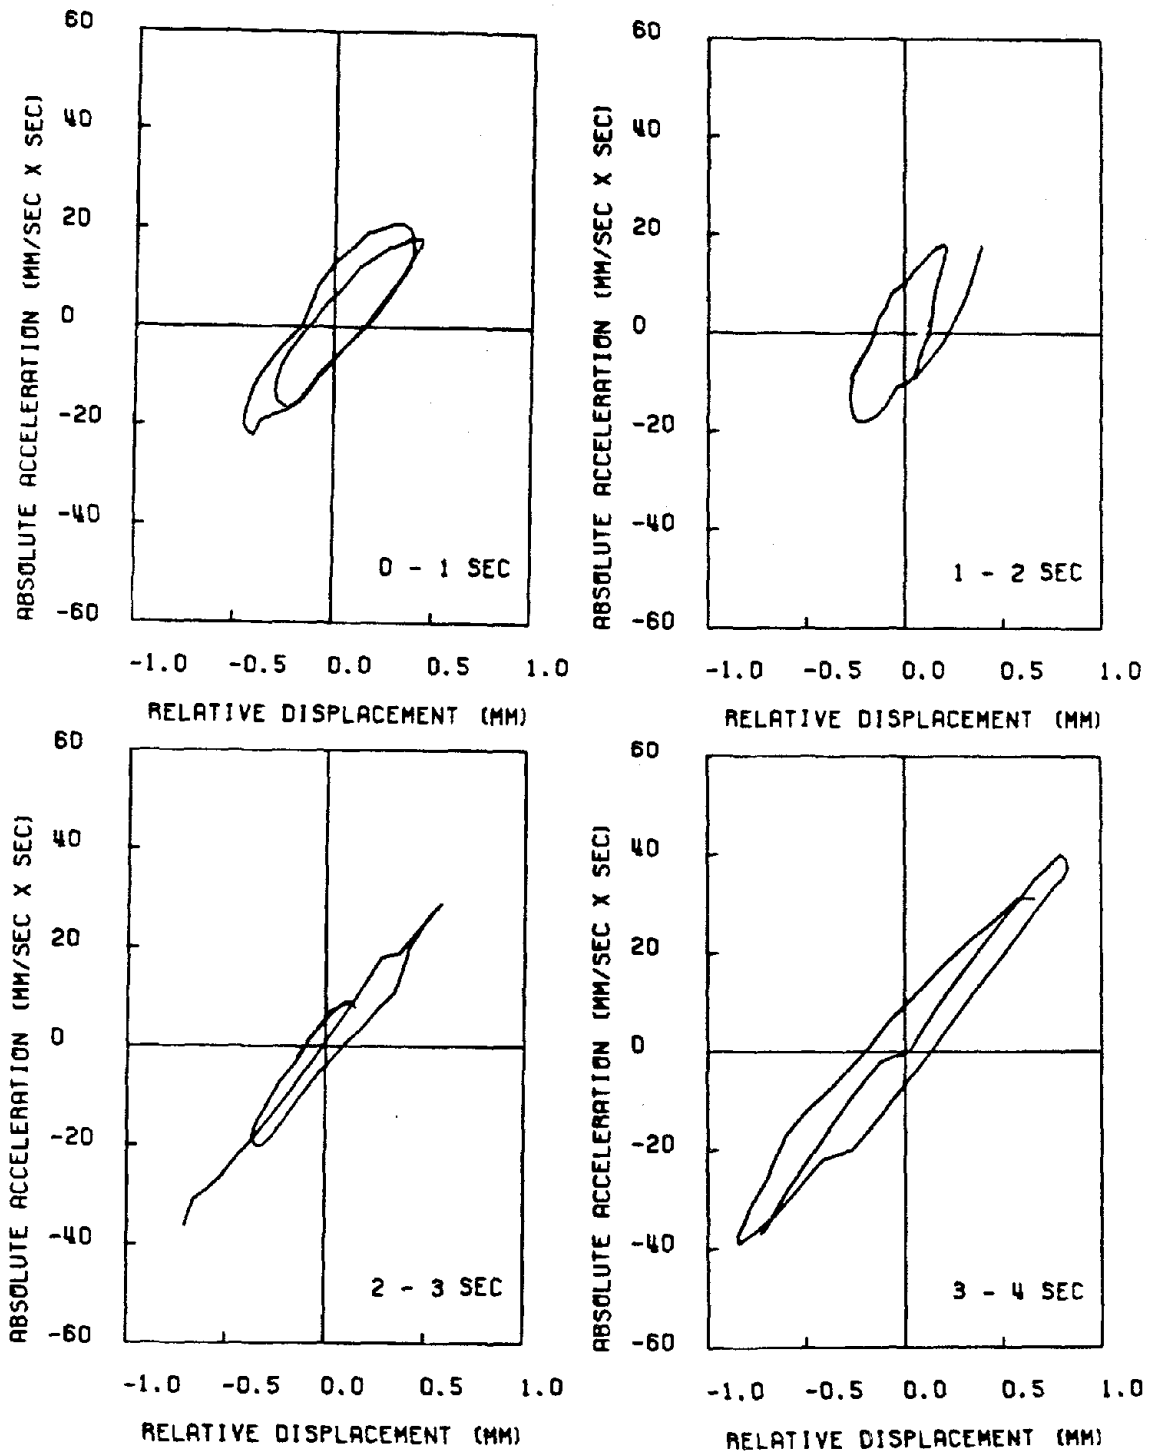 60
40
20
0
-20
-40
-60
ABSOLUTE ACCELERATION (MM/SEC X SEC)
0 - 1 SEC
-1.0 -0.5 0.0 0.5 1.0
RELATIVE DISPLACEMENT (MM)
60
40
20
0
-20
-40
-60
ABSOLUTE ACCELERATION (MM/SEC X SEC)
1 - 2 SEC
-1.0 -0.5 0.0 0.5 1.0
RELATIVE DISPLACEMENT (MM)
60
40
20
0
-20
-40
-60
ABSOLUTE ACCELERATION (MM/SEC X SEC)
2 - 3 SEC
-1.0 -0.5 0.0 0.5 1.0
RELATIVE DISPLACEMENT (MM)
60
40
20
0
-20
-40
-60
ABSOLUTE ACCELERATION (MM/SEC X SEC)
3 - 4 SEC
-1.0 -0.5 0.0 0.5 1.0
RELATIVE DISPLACEMENT (MM)